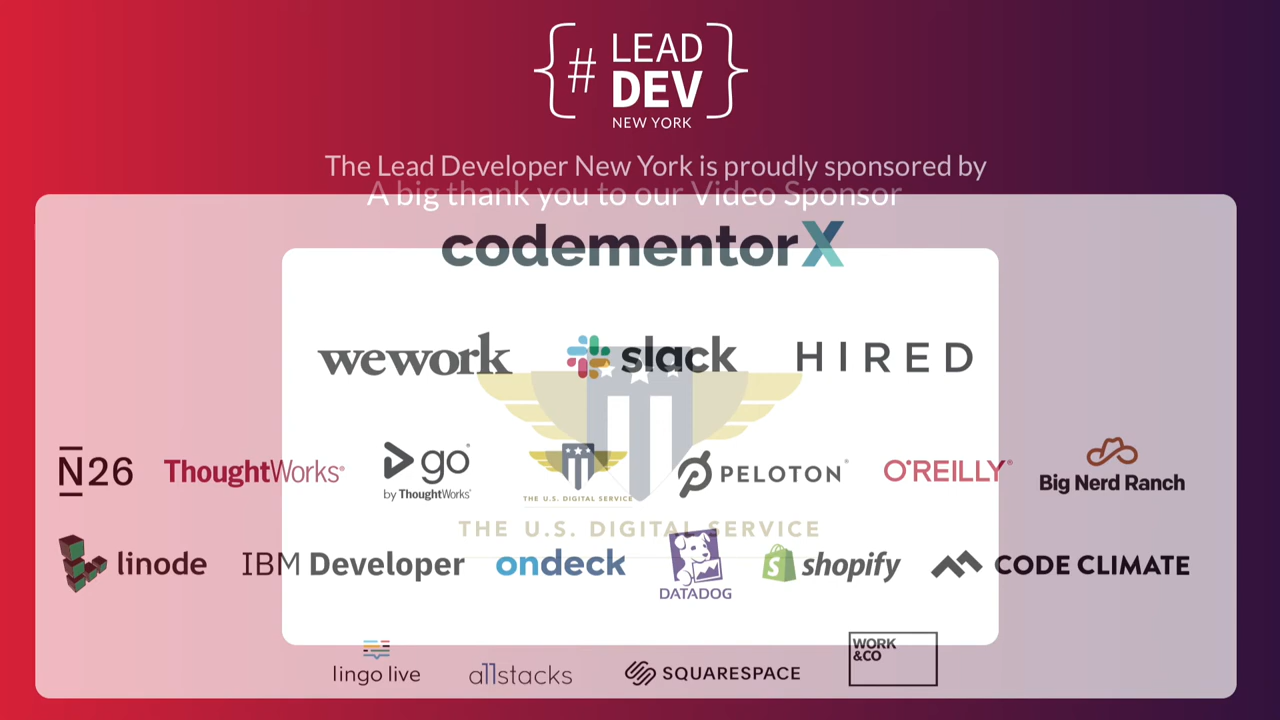 {# LEAD
DEV}
NEW YORK
The Lead Developer New York is proudly sponsored by
A big thank you to our Video Sponsor
codementorX
wework slack HIRED
N26 ThoughtWorks® go® by ThoughtWorks® THE U.S. DIGITAL SERVICE PELOTON® O'REILLY® Big Nerd Ranch
THE U.S. DIGITAL SERVICE
linode IBM Developer ondeck DATADOG shopify CODE CLIMATE
lingo live allstacks SQUARESPACE WORK
&CO